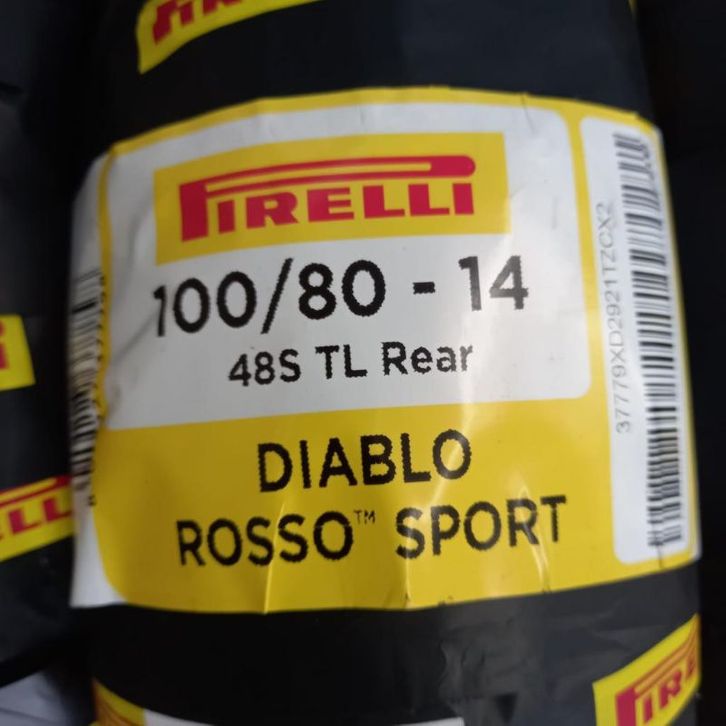 PIRELLI
100/80 - 14
48S TL Rear
DIABLO
ROSSO™ SPORT
37779XD2921TZCX2